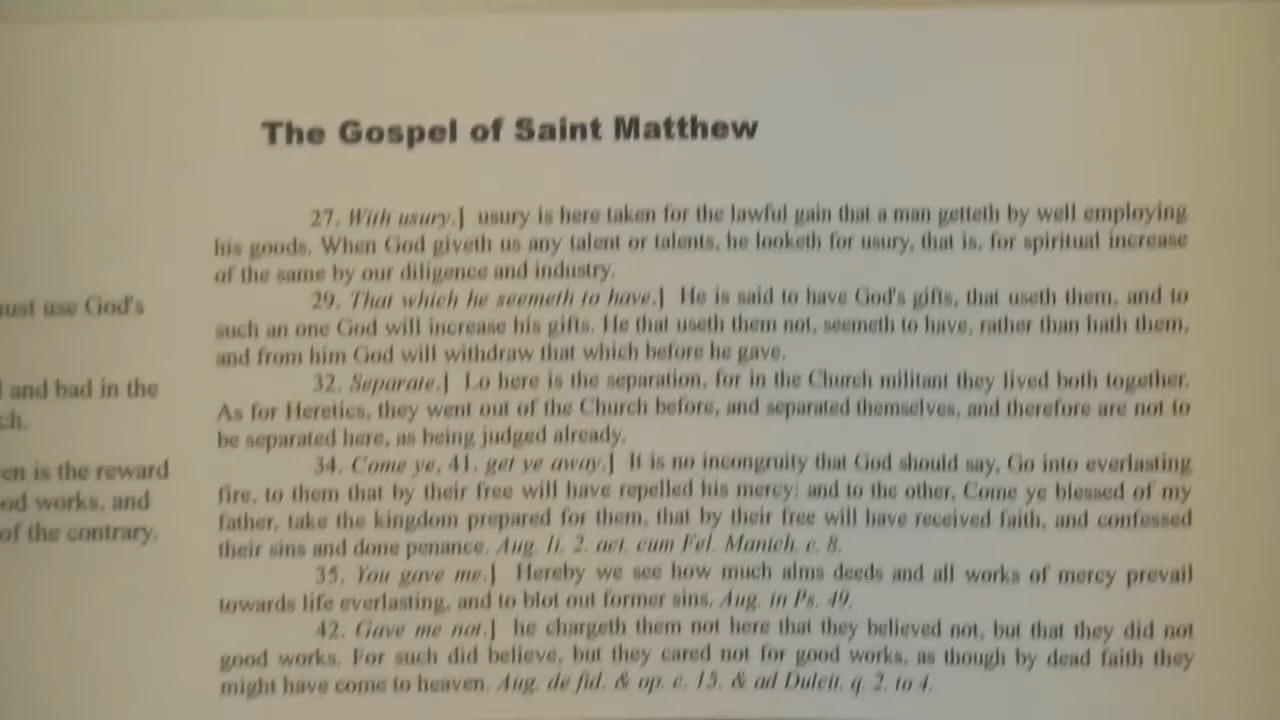 The Gospel of Saint Matthew
27. With usury.] usury is here taken for the lawful gain that a man getteth by well employing
his goods. When God giveth us any talent or talents, he looketh for usury, that is, for spiritual increase
of the same by our diligence and industry.
29. That which he seemeth to have.] He is said to have God's gifts, that useth them, and to
such an one God will increase his gifts. He that useth them not, seemeth to have, rather than hath them,
and from him God will withdraw that which before he gave.
32. Separate.] Lo here is the separation, for in the Church militant they lived both together.
As for Heretics, they went out of the Church before, and separated themselves, and therefore are not to
be separated here, as being judged already.
34. Come ye, 41. get ye away.] It is no incongruity that God should say, Go into everlasting
fire, to them that by their free will have repelled his mercy: and to the other, Come ye blessed of my
father, take the kingdom prepared for them, that by their free will have received faith, and confessed
their sins and done penance. Aug. li. 2. act. cum Fel. Manich. c. 8.
35. You gave me.] Hereby we see how much alms deeds and all works of mercy prevail
towards life everlasting, and to blot out former sins. Aug. in Ps. 49.
42. Gave me not.] he chargeth them not here that they believed not, but that they did not
good works. For such did believe, but they cared not for good works, as though by dead faith they
might have come to heaven. Aug. de fid. & op. c. 15. & ad Dulcit. q. 2. to 4.
use God's
and bad in the
is the reward
works, and
of the contrary.